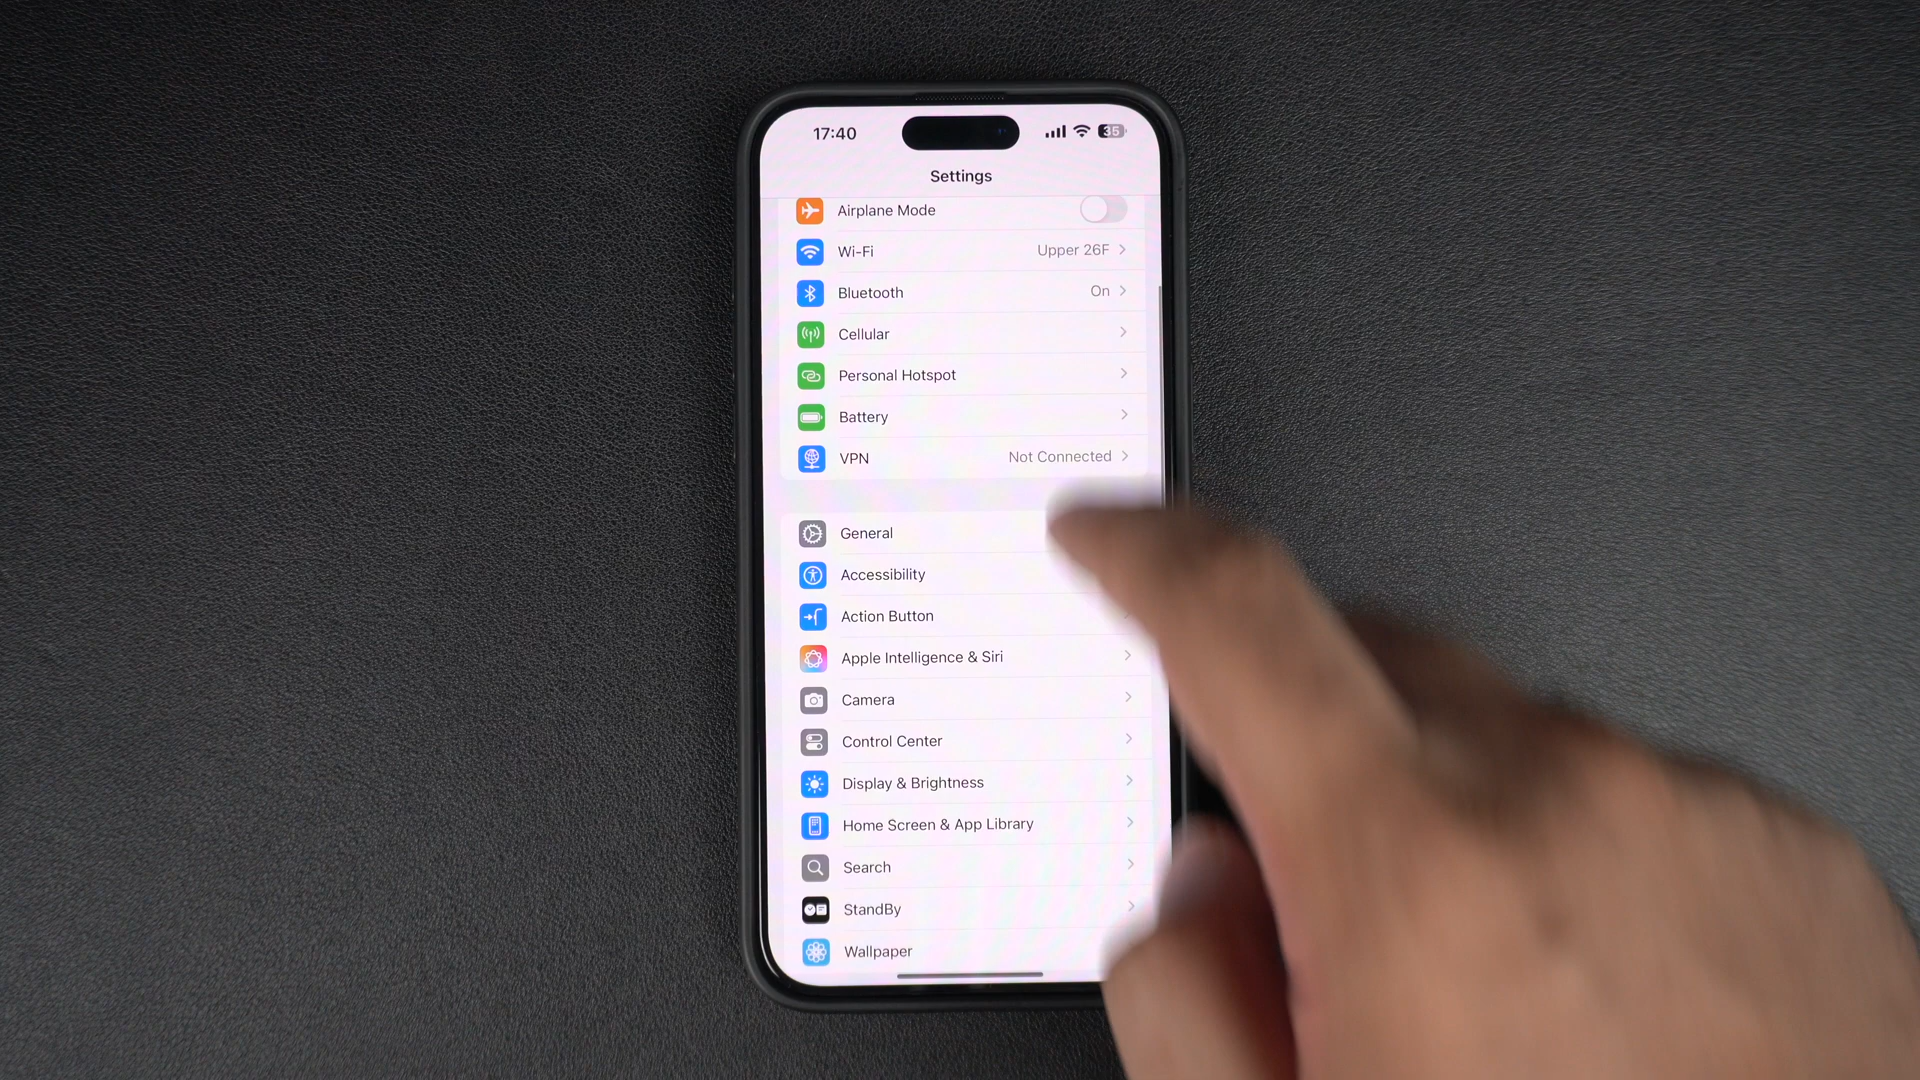 17:40
35
Settings
Airplane Mode
Wi-Fi Upper 26F
Bluetooth On
Cellular
Personal Hotspot
Battery
VPN Not Connected
General
Accessibility
Action Button
Apple Intelligence & Siri
Camera
Control Center
Display & Brightness
Home Screen & App Library
Search
StandBy
Wallpaper